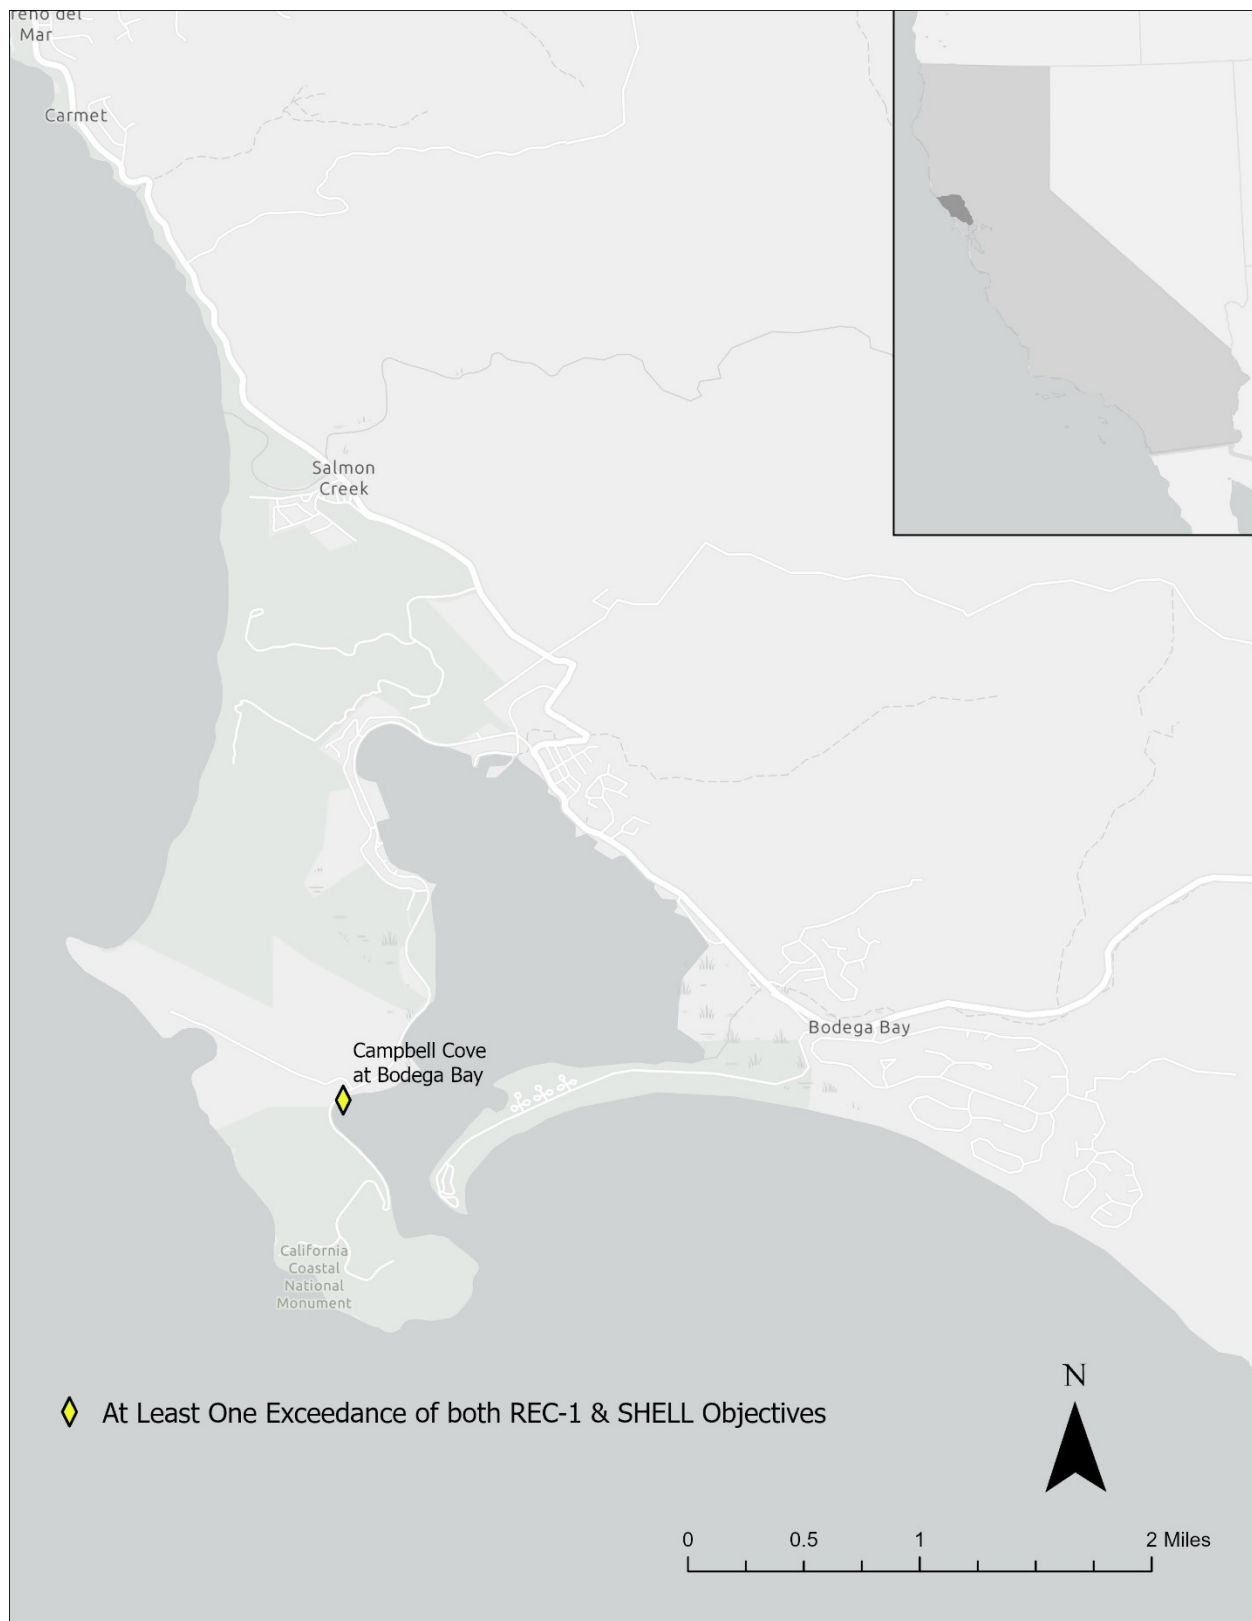 Mar
Carmet
Salmon
Creek
Campbell Cove
at Bodega Bay
Bodega Bay
California
Coastal
National
Monument
At Least One Exceedance of both REC-1 & SHELL Objectives
N
0 0.5 1 2 Miles